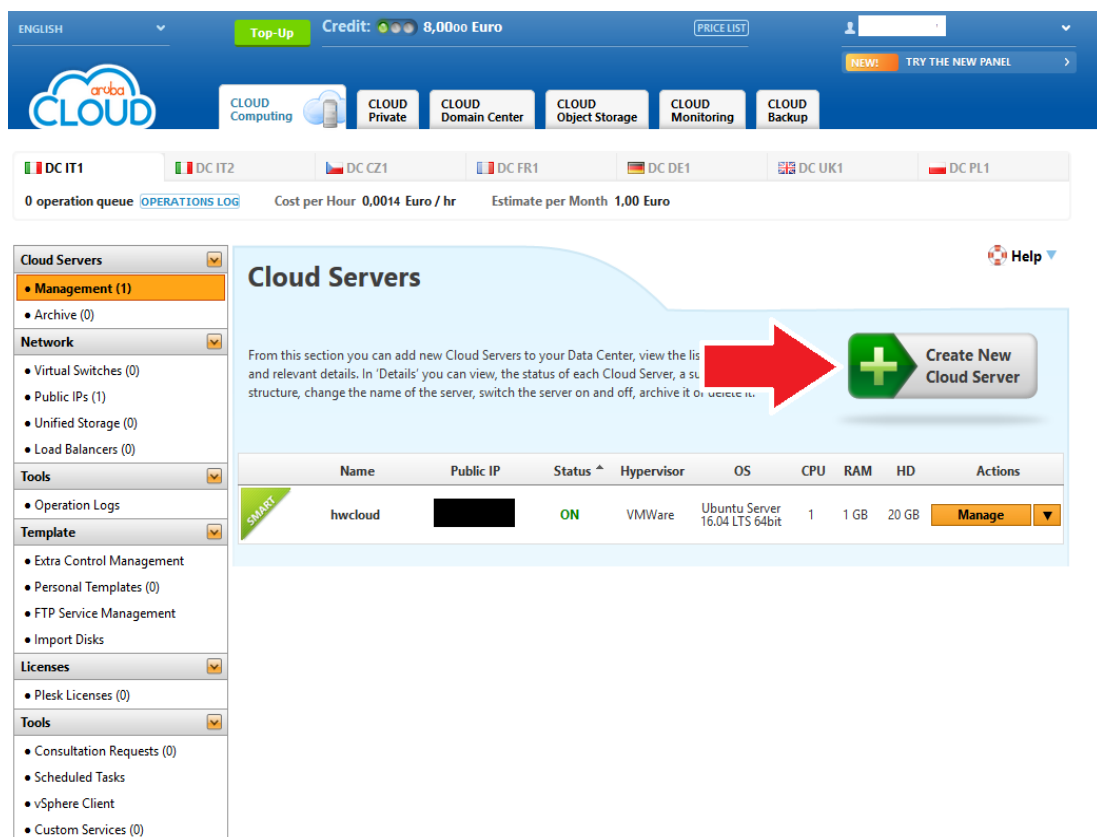 ENGLISH
Top-Up
Credit: 8,0000 Euro
PRICE LIST
NEW!
TRY THE NEW PANEL
aruba
CLOUD
CLOUD
Computing
CLOUD
Private
CLOUD
Domain Center
CLOUD
Object Storage
CLOUD
Monitoring
CLOUD
Backup
DC IT1
DC IT2
DC CZ1
DC FR1
DC DE1
DC UK1
DC PL1
0 operation queue OPERATIONS LOG Cost per Hour 0,0014 Euro / hr Estimate per Month 1,00 Euro
Cloud Servers
• Management (1)
• Archive (0)
Network
• Virtual Switches (0)
• Public IPs (1)
• Unified Storage (0)
• Load Balancers (0)
Tools
• Operation Logs
Template
• Extra Control Management
• Personal Templates (0)
• FTP Service Management
• Import Disks
Licenses
• Plesk Licenses (0)
Tools
• Consultation Requests (0)
• Scheduled Tasks
• vSphere Client
• Custom Services (0)
Help
Cloud Servers
From this section you can add new Cloud Servers to your Data Center, view the
and relevant details. In 'Details' you can view, the status of each Cloud Server, a
structure, change the name of the server, switch the server on and off, archive it or delete it.
Create New
Cloud Server
Name Public IP Status Hypervisor OS CPU RAM HD Actions
SMART
hwcloud ON VMWare Ubuntu Server
16.04 LTS 64bit 1 1 GB 20 GB Manage